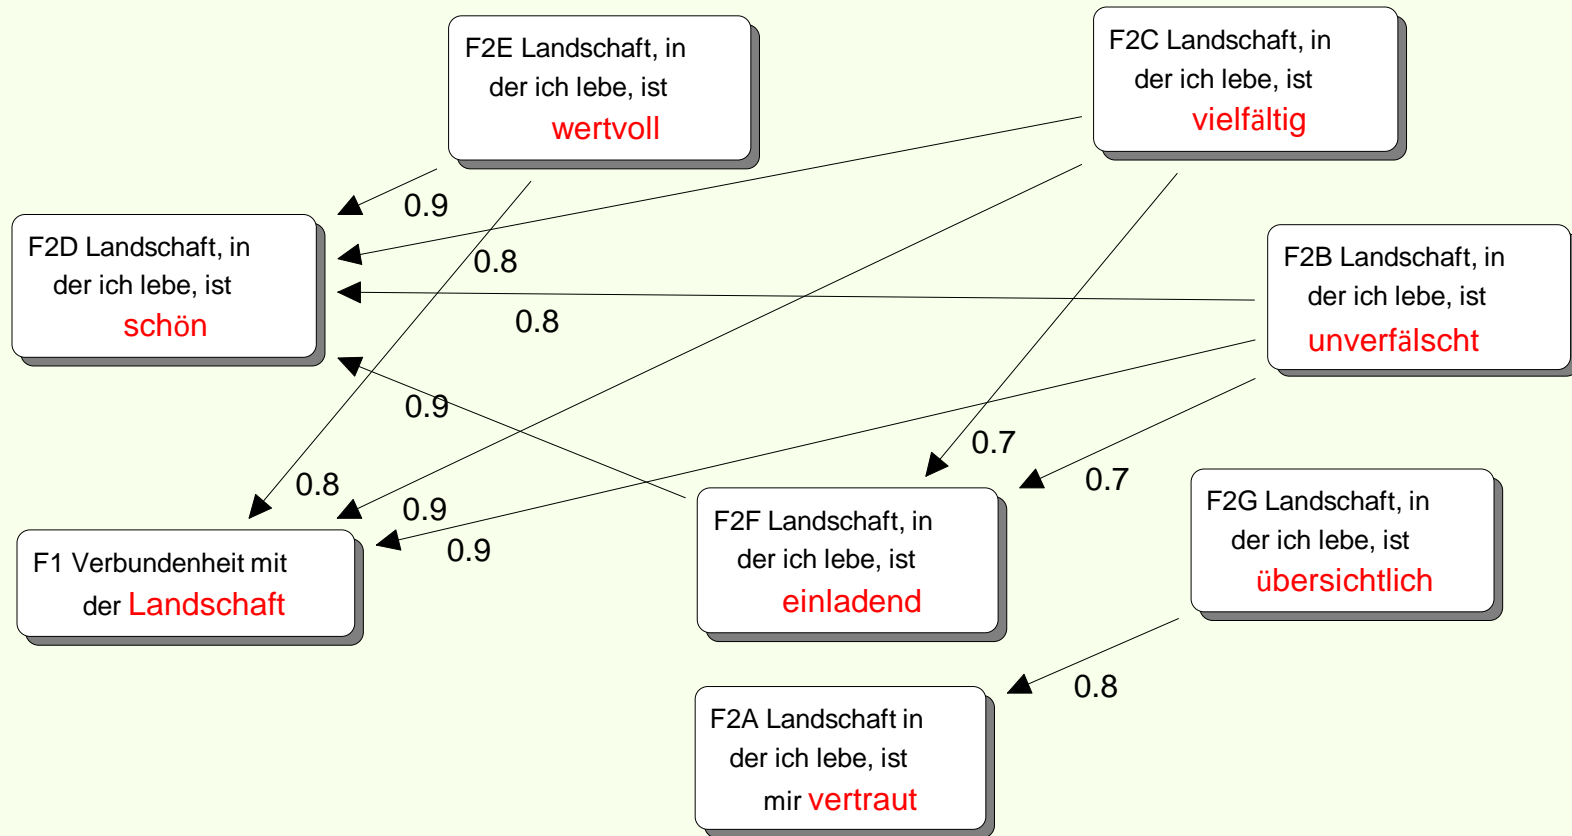 F2E Landschaft, in
der ich lebe, ist
wertvoll
F2C Landschaft, in
der ich lebe, ist
vielfältig
0.9
F2D Landschaft, in
der ich lebe, ist
schön
0.8
F2B Landschaft, in
der ich lebe, ist
unverfälscht
0.8
0.9
0.7
0.7
0.8
0.9
0.9
F1 Verbundenheit mit
der Landschaft
F2F Landschaft, in
der ich lebe, ist
einladend
F2G Landschaft, in
der ich lebe, ist
übersichtlich
0.8
F2A Landschaft in
der ich lebe, ist
mir vertraut